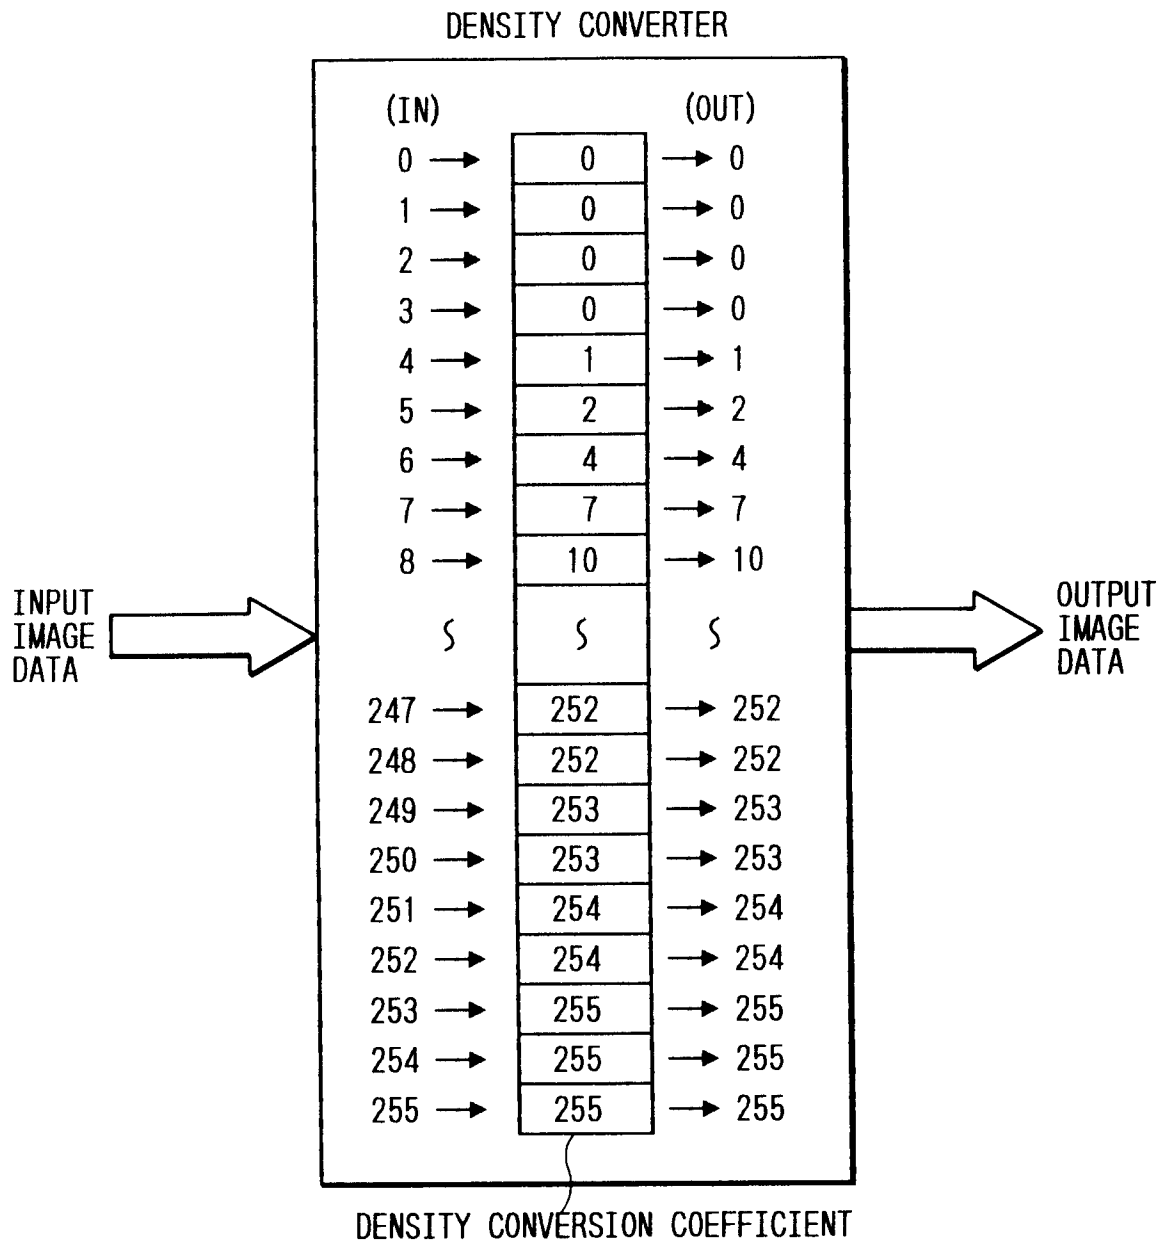 DENSITY CONVERTER
(IN) (OUT)
0 → 0 → 0
1 → 0 → 0
2 → 0 → 0
3 → 0 → 0
4 → 1 → 1
5 → 2 → 2
6 → 4 → 4
7 → 7 → 7
8 → 10 → 10
INPUT
IMAGE
DATA
OUTPUT
IMAGE
DATA
247 → 252 → 252
248 → 252 → 252
249 → 253 → 253
250 → 253 → 253
251 → 254 → 254
252 → 254 → 254
253 → 255 → 255
254 → 255 → 255
255 → 255 → 255
DENSITY CONVERSION COEFFICIENT